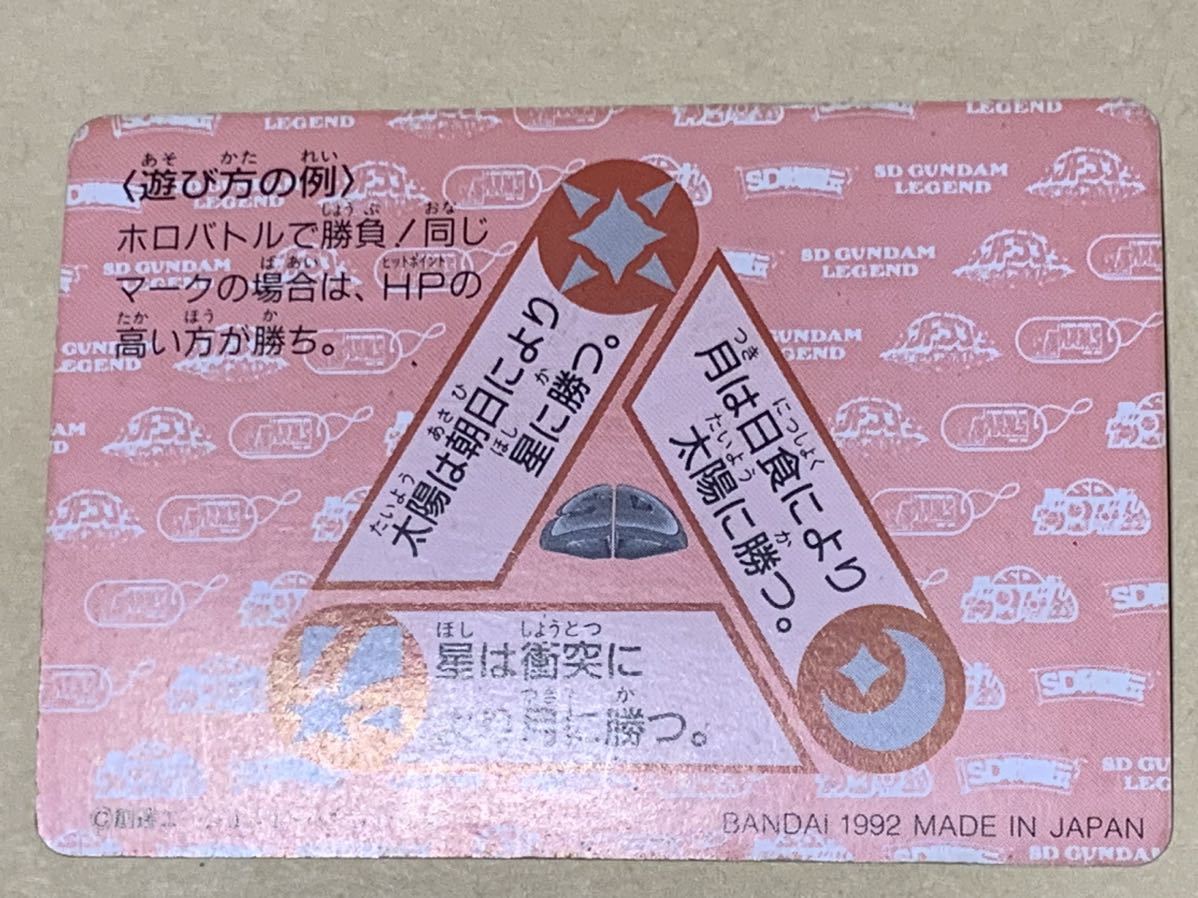 〈遊び方の例〉
ホロバトルで勝負！同じ
マークの場合は、HPの
高い方が勝ち。
太陽は朝日により
星に勝つ。
月は日食により
太陽に勝つ。
星は衝突に
より月に勝つ。
BANDAI 1992 MADE IN JAPAN
SD GUNDAM
LEGEND